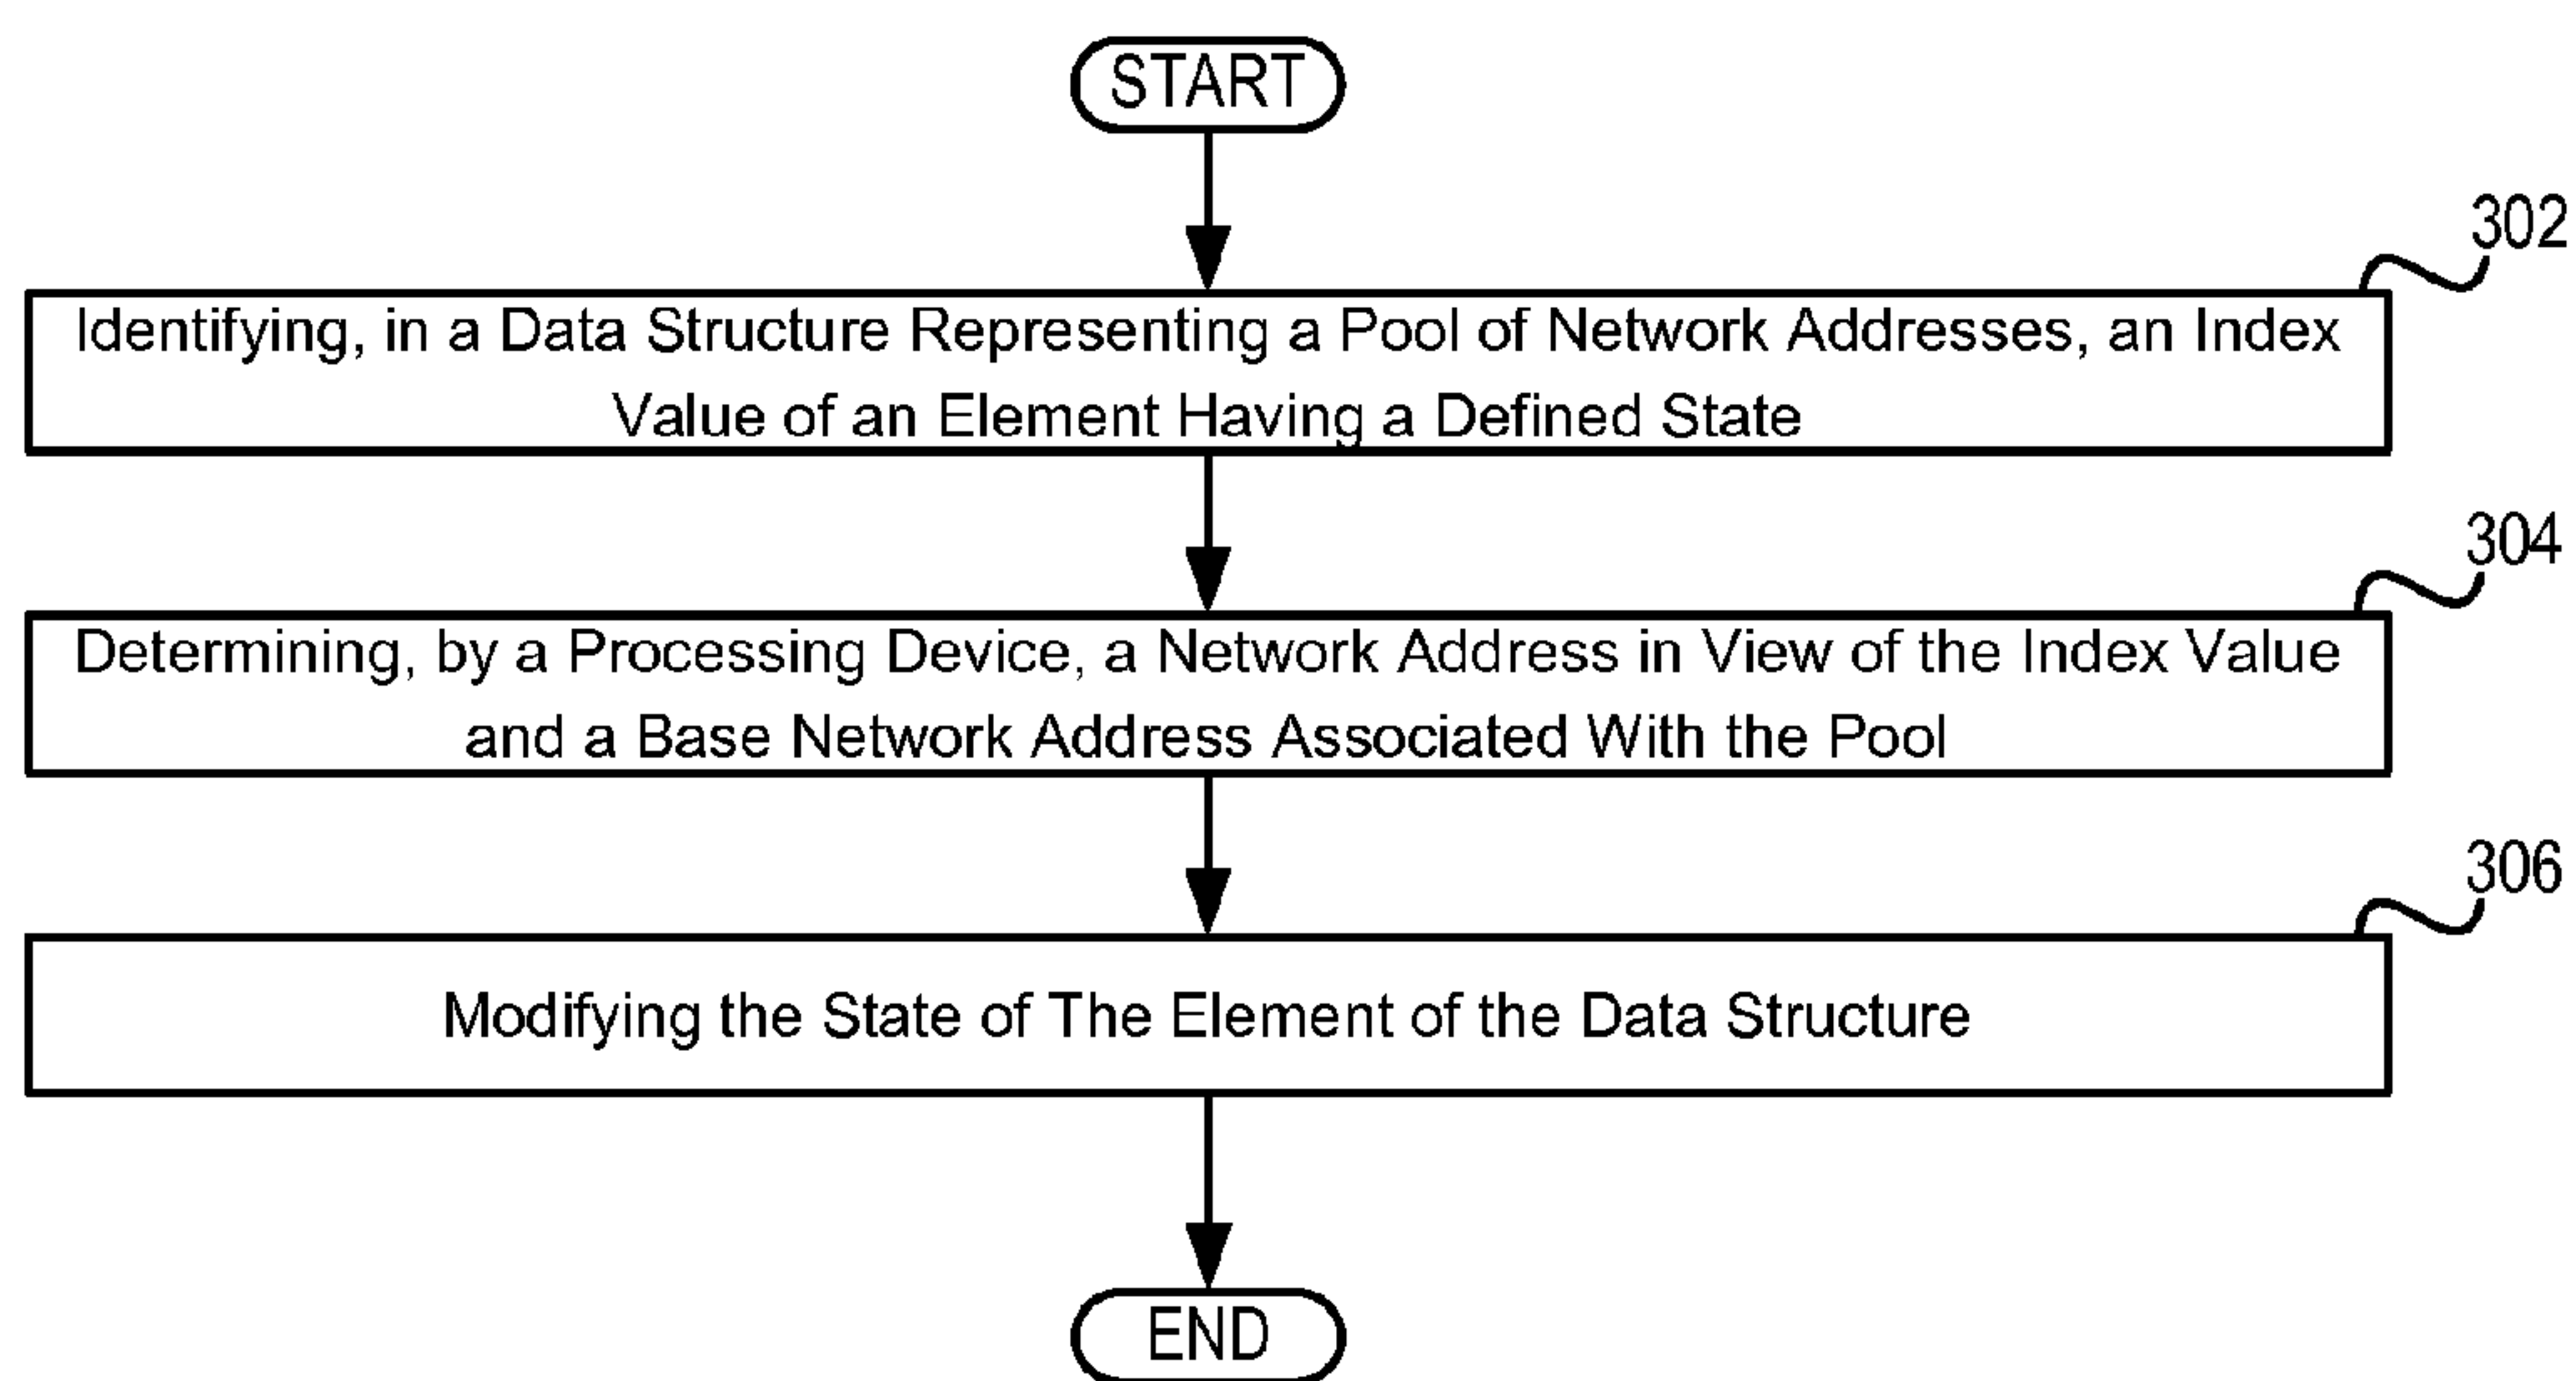 START
302
Identifying, in a Data Structure Representing a Pool of Network Addresses, an Index
Value of an Element Having a Defined State
304
Determining, by a Processing Device, a Network Address in View of the Index Value
and a Base Network Address Associated With the Pool
306
Modifying the State of The Element of the Data Structure
END